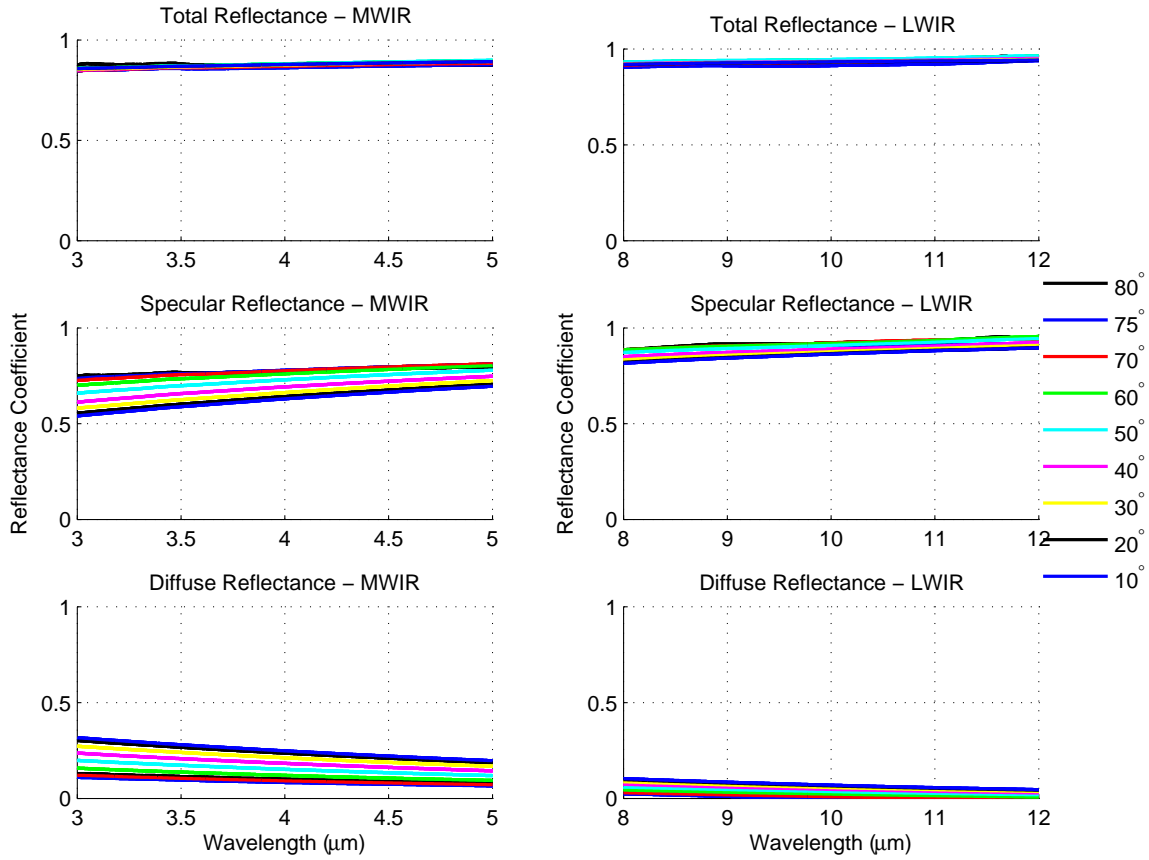 Total Reflectance – MWIR
1
0.5
0
3 3.5 4 4.5 5
Total Reflectance – LWIR
1
0.5
0
8 9 10 11 12
Specular Reflectance – MWIR
Reflectance Coefficient
1
0.5
0
3 3.5 4 4.5 5
Specular Reflectance – LWIR
Reflectance Coefficient
1
0.5
0
8 9 10 11 12
Diffuse Reflectance – MWIR
1
0.5
0
3 3.5 4 4.5 5
Wavelength (μm)
Diffuse Reflectance – LWIR
1
0.5
0
8 9 10 11 12
Wavelength (μm)
80°
75°
70°
60°
50°
40°
30°
20°
10°